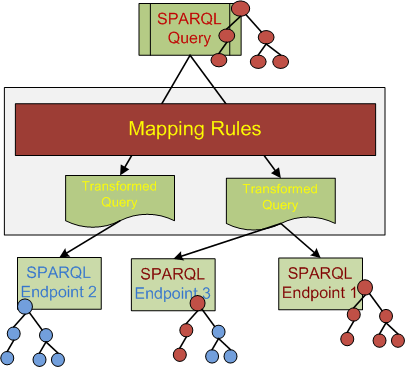 SPARQL
Query
Mapping Rules
Transformed
Query
Transformed
Query
SPARQL
Endpoint 2
SPARQL
Endpoint 3
SPARQL
Endpoint 1